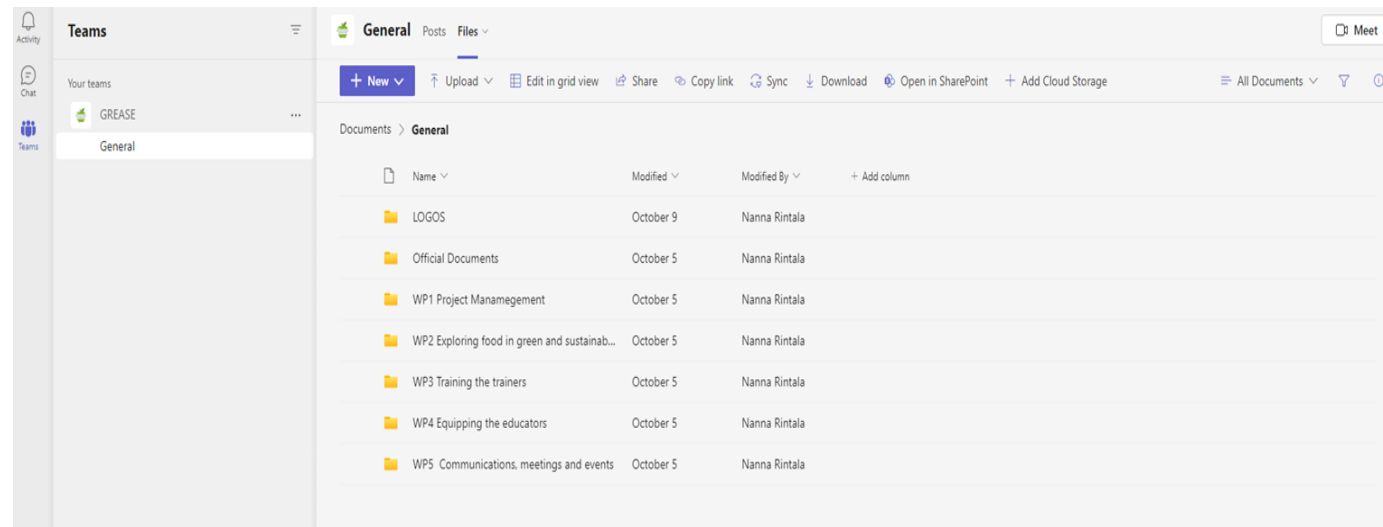 Activity
Chat
Teams
Teams
Your teams
GREASE
General
General Posts Files
Meet
New Upload Edit in grid view Share Copy link Sync Download Open in SharePoint Add Cloud Storage All Documents
Documents > General
Name Modified Modified By + Add column
LOGOS October 9 Nanna Rintala
Official Documents October 5 Nanna Rintala
WP1 Project Manamegement October 5 Nanna Rintala
WP2 Exploring food in green and sustainab... October 5 Nanna Rintala
WP3 Training the trainers October 5 Nanna Rintala
WP4 Equipping the educators October 5 Nanna Rintala
WP5 Communications, meetings and events October 5 Nanna Rintala